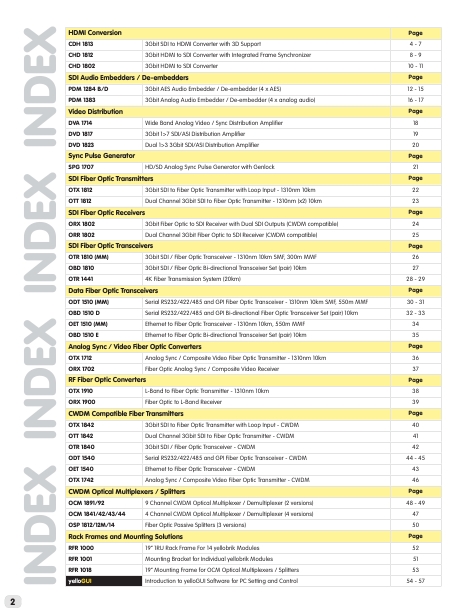 INDEX
INDEX
INDEX
INDEX
HDMI Conversion Page
CDH 1813 3Gbit SDI to HDMI Converter with 3D Support 4 - 7
CHD 1812 3Gbit HDMI to SDI Converter with Integrated Frame Synchronizer 8 - 9
CHD 1802 3Gbit HDMI to SDI Converter 10 - 11
SDI Audio Embedders / De-embedders Page
PDM 1284 B/D 3Gbit AES Audio Embedder / De-embedder (4 x AES) 12 - 15
PDM 1383 3Gbit Analog Audio Embedder / De-embedder (4 x analog audio) 16 - 17
Video Distribution Page
DVA 1714 Wide Band Analog Video / Sync Distribution Amplifier 18
DVD 1817 3Gbit 1>7 SDI/ASI Distribution Amplifier 19
DVD 1823 Dual 1>3 3Gbit SDI/ASI Distribution Amplifier 20
Sync Pulse Generator Page
SPG 1707 HD/SD Analog Sync Pulse Generator with Genlock 21
SDI Fiber Optic Transmitters Page
OTX 1812 3Gbit SDI to Fiber Optic Transmitter with Loop Input - 1310nm 10km 22
OTT 1812 Dual Channel 3Gbit SDI to Fiber Optic Transmitter - 1310nm (x2) 10km 23
SDI Fiber Optic Receivers Page
ORX 1802 3Gbit Fiber Optic to SDI Receiver with Dual SDI Outputs (CWDM compatible) 24
ORR 1802 Dual Channel 3Gbit Fiber Optic to SDI Receiver (CWDM compatible) 25
SDI Fiber Optic Transceivers Page
OTR 1810 (MM) 3Gbit SDI / Fiber Optic Transceiver - 1310nm 10km SMF, 300m MMF 26
OBD 1810 3Gbit SDI / Fiber Optic Bi-directional Transceiver Set (pair) 10km 27
OTR 1441 4K Fiber Transmission System (20km) 28 - 29
Data Fiber Optic Transceivers Page
ODT 1510 (MM) Serial RS232/422/485 and GPI Fiber Optic Transceiver - 1310nm 10km SMF, 550m MMF 30 - 31
OBD 1510 D Serial RS232/422/485 and GPI Bi-directional Fiber Optic Transceiver Set (pair) 10km 32 - 33
OET 1510 (MM) Ethernet to Fiber Optic Transceiver - 1310nm 10km, 550m MMF 34
OBD 1510 E Ethernet to Fiber Optic Bi-directional Transceiver Set (pair) 10km 35
Analog Sync / Video Fiber Optic Converters Page
OTX 1712 Analog Sync / Composite Video Fiber Optic Transmitter - 1310nm 10km 36
ORX 1702 Fiber Optic Analog Sync / Composite Video Receiver 37
RF Fiber Optic Converters Page
OTX 1910 L-Band to Fiber Optic Transmitter - 1310nm 10km 38
ORX 1900 Fiber Optic to L-Band Receiver 39
CWDM Compatible Fiber Transmitters Page
OTX 1842 3Gbit SDI to Fiber Optic Transmitter with Loop Input - CWDM 40
OTT 1842 Dual Channel 3Gbit SDI to Fiber Optic Transmitter - CWDM 41
OTR 1840 3Gbit SDI / Fiber Optic Transceiver - CWDM 42
ODT 1540 Serial RS232/422/485 and GPI Fiber Optic Transceiver - CWDM 44 - 45
OET 1540 Ethernet to Fiber Optic Transceiver - CWDM 43
OTX 1742 Analog Sync / Composite Video Fiber Optic Transmitter - CWDM 46
CWDM Optical Multiplexers / Splitters Page
OCM 1891/92 9 Channel CWDM Optical Multiplexer / Demultiplexer (2 versions) 48 - 49
OCM 1841/42/43/44 4 Channel CWDM Optical Multiplexer / Demultiplexer (4 versions) 47
OSP 1812/12M/14 Fiber Optic Passive Splitters (3 versions) 50
Rack Frames and Mounting Solutions Page
RFR 1000 19" 1RU Rack Frame For 14 yellobrik Modules 52
RFR 1001 Mounting Bracket for Individual yellobrik Modules 51
RFR 1018 19" Mounting Frame for OCM Optical Multiplexers / Splitters 53
yelloGUI Introduction to yelloGUI Software for PC Setting and Control 54 - 57
2